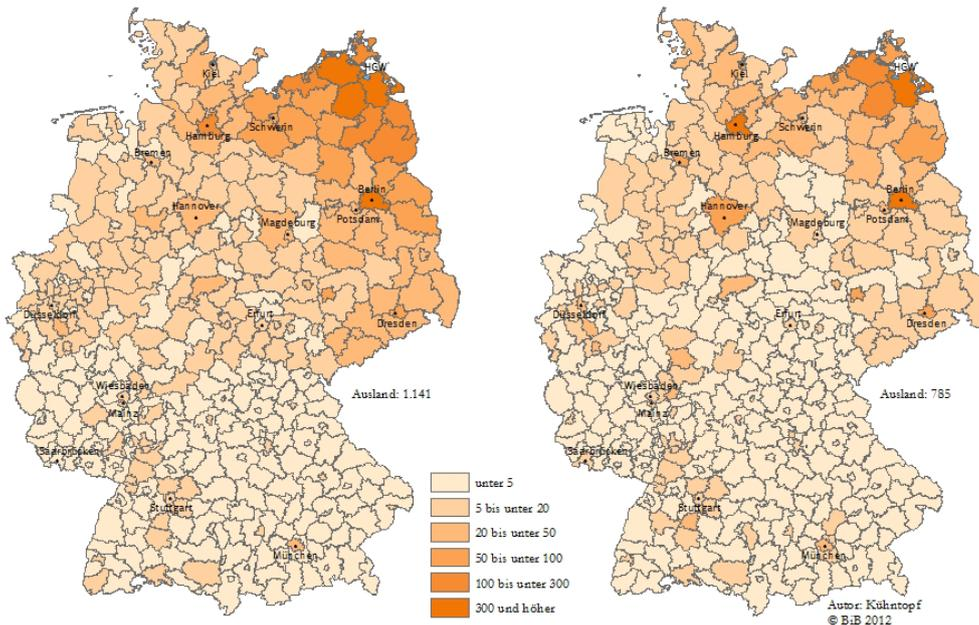 HGW
Kiel
Schwerin
Hamburg
Bremen
Berlin
Hannover
Potsdam
Magdeburg
Düsseldorf
Erfurt
Dresden
Wiesbaden
Mainz
Ausland: 1.141
Saarbrücken
Stuttgart
München
HGW
Kiel
Schwerin
Hamburg
Bremen
Berlin
Hannover
Potsdam
Magdeburg
Düsseldorf
Erfurt
Dresden
Wiesbaden
Mainz
Ausland: 785
Saarbrücken
Stuttgart
München
unter 5
5 bis unter 20
20 bis unter 50
50 bis unter 100
100 bis unter 300
300 und höher
Autor: Kühntopf
© BiB 2012